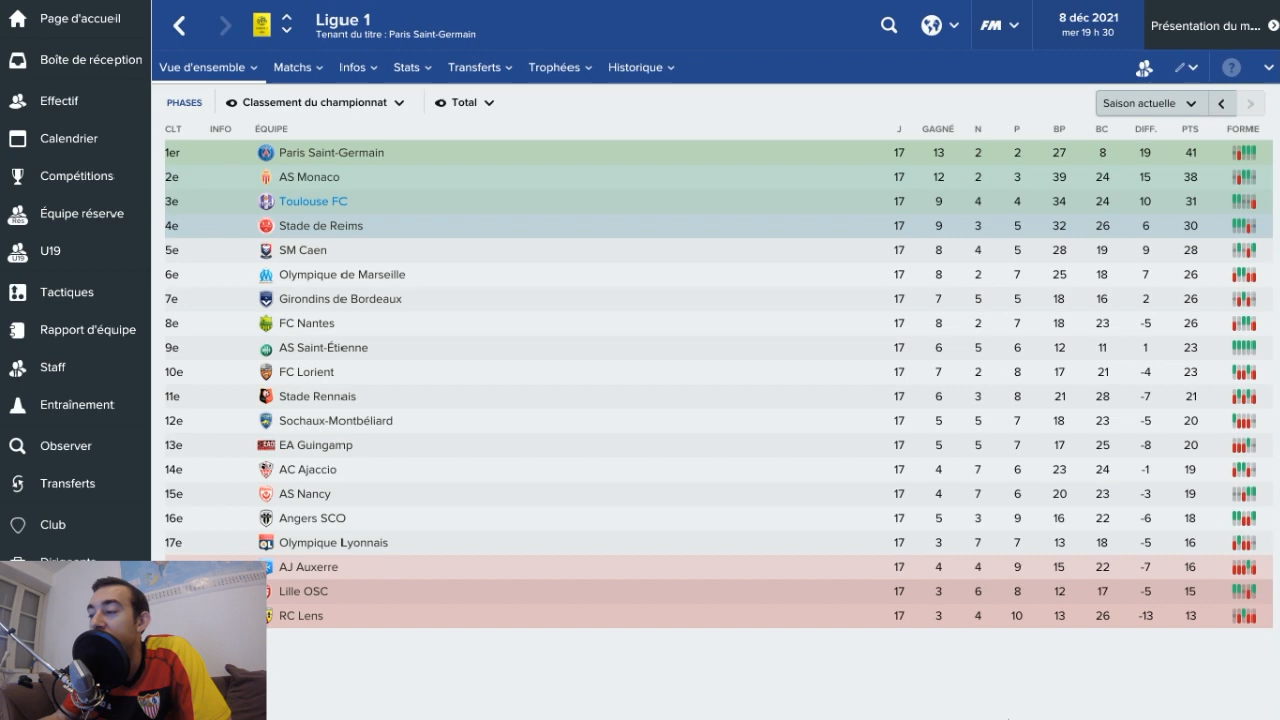 Page d'accueil
Boîte de réception
Effectif
Calendrier
Compétitions
Équipe réserve
U19
Tactiques
Rapport d'équipe
Staff
Entraînement
Observer
Transferts
Club
Dirigeants
Ligue 1
Tenant du titre : Paris Saint-Germain
FM
8 déc 2021
mer 19 h 30
Présentation du m...
Vue d'ensemble Matchs Infos Stats Transferts Trophées Historique
PHASES Classement du championnat Total Saison actuelle
CLT INFO ÉQUIPE J GAGNÉ N P BP BC DIFF. PTS FORME
1er Paris Saint-Germain 17 13 2 2 27 8 19 41
2e AS Monaco 17 12 2 3 39 24 15 38
3e Toulouse FC 17 9 4 4 34 24 10 31
4e Stade de Reims 17 9 3 5 32 26 6 30
5e SM Caen 17 8 4 5 28 19 9 28
6e Olympique de Marseille 17 8 2 7 25 18 7 26
7e Girondins de Bordeaux 17 7 5 5 18 16 2 26
8e FC Nantes 17 8 2 7 18 23 -5 26
9e AS Saint-Étienne 17 6 5 6 12 11 1 23
10e FC Lorient 17 7 2 8 17 21 -4 23
11e Stade Rennais 17 6 3 8 21 28 -7 21
12e Sochaux-Montbéliard 17 5 5 7 18 23 -5 20
13e EA Guingamp 17 5 5 7 17 25 -8 20
14e AC Ajaccio 17 4 7 6 23 24 -1 19
15e AS Nancy 17 4 7 6 20 23 -3 19
16e Angers SCO 17 5 3 9 16 22 -6 18
17e Olympique Lyonnais 17 3 7 7 13 18 -5 16
AJ Auxerre 17 4 4 9 15 22 -7 16
Lille OSC 17 3 6 8 12 17 -5 15
RC Lens 17 3 4 10 13 26 -13 13